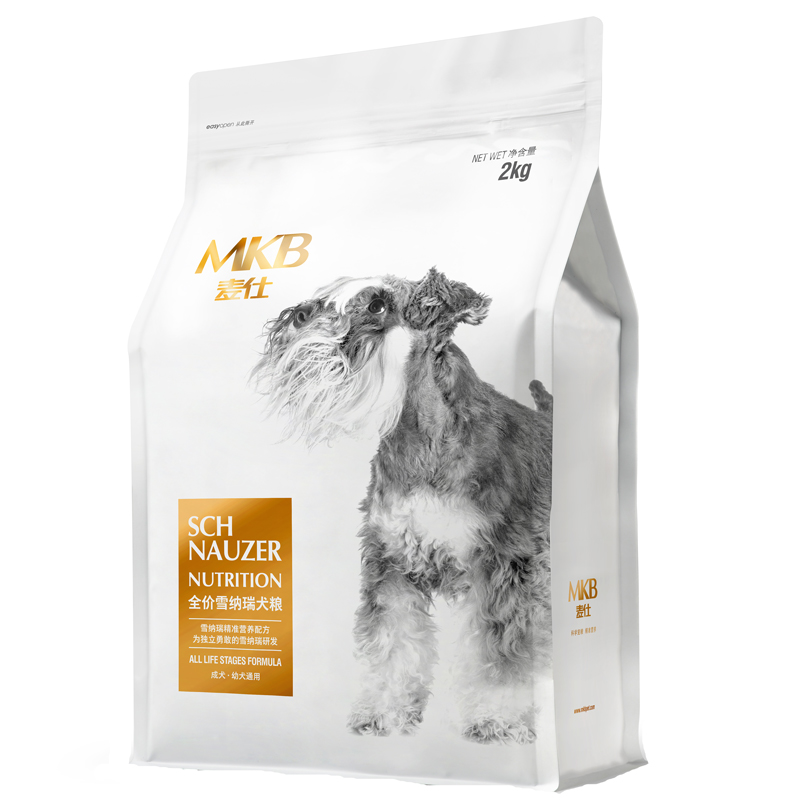 easyopen 从此撕开
NET WET 净含量
2kg
MKB
麦仕
SCH
NAUZER
NUTRITION
全价雪纳瑞犬粮
雪纳瑞精准营养配方
为独立勇敢的雪纳瑞研发
ALL LIFE STAGES FORMULA
成犬·幼犬通用
MKB
麦仕